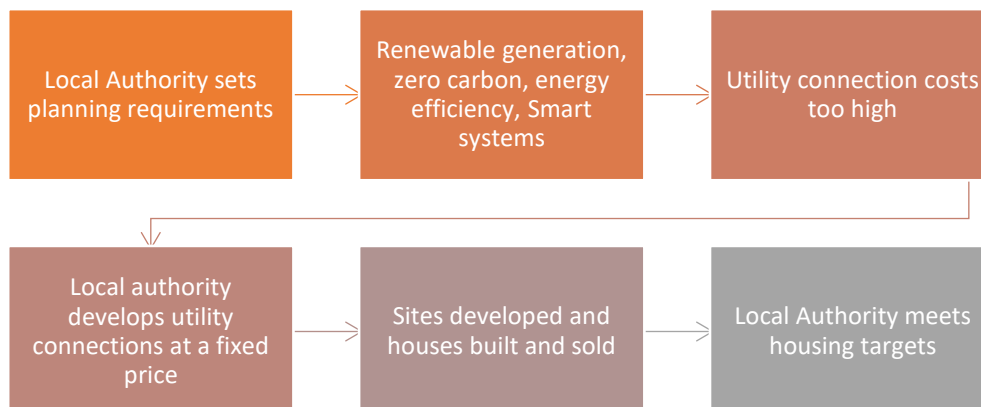 Local Authority sets
planning requirements
Renewable generation,
zero carbon, energy
efficiency, Smart
systems
Utility connection costs
too high
Local authority
develops utility
connections at a fixed
price
Sites developed and
houses built and sold
Local Authority meets
housing targets